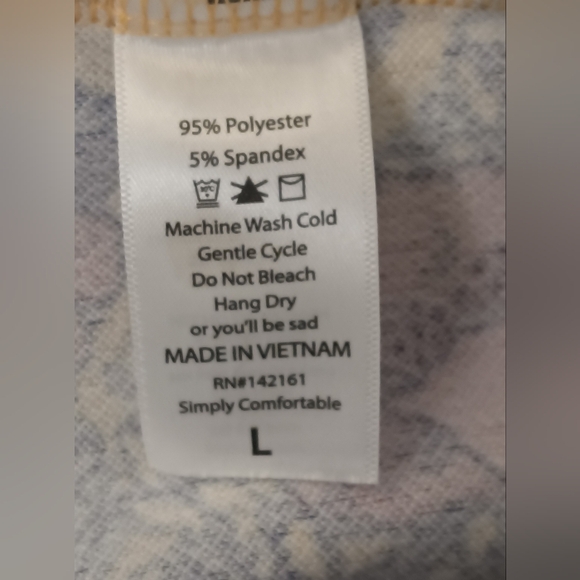 95% Polyester
5% Spandex
30°C
Machine Wash Cold
Gentle Cycle
Do Not Bleach
Hang Dry
or you'll be sad
MADE IN VIETNAM
RN#142161
Simply Comfortable
L